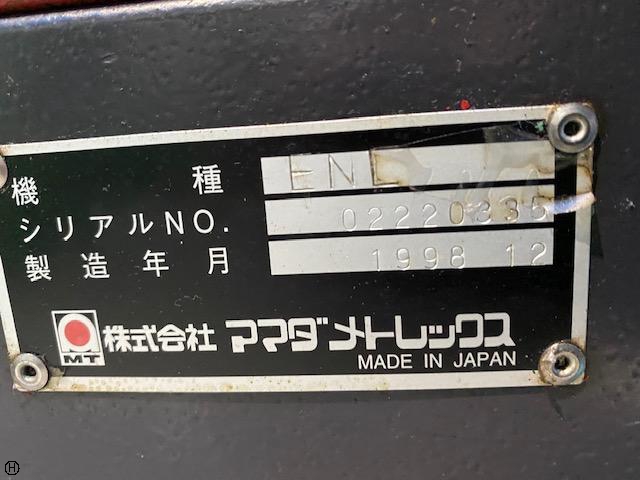 機種 EN
シリアルNO. 02220335
製造年月 1998 12
MT 株式会社 アマダメトレックス
MADE IN JAPAN
H